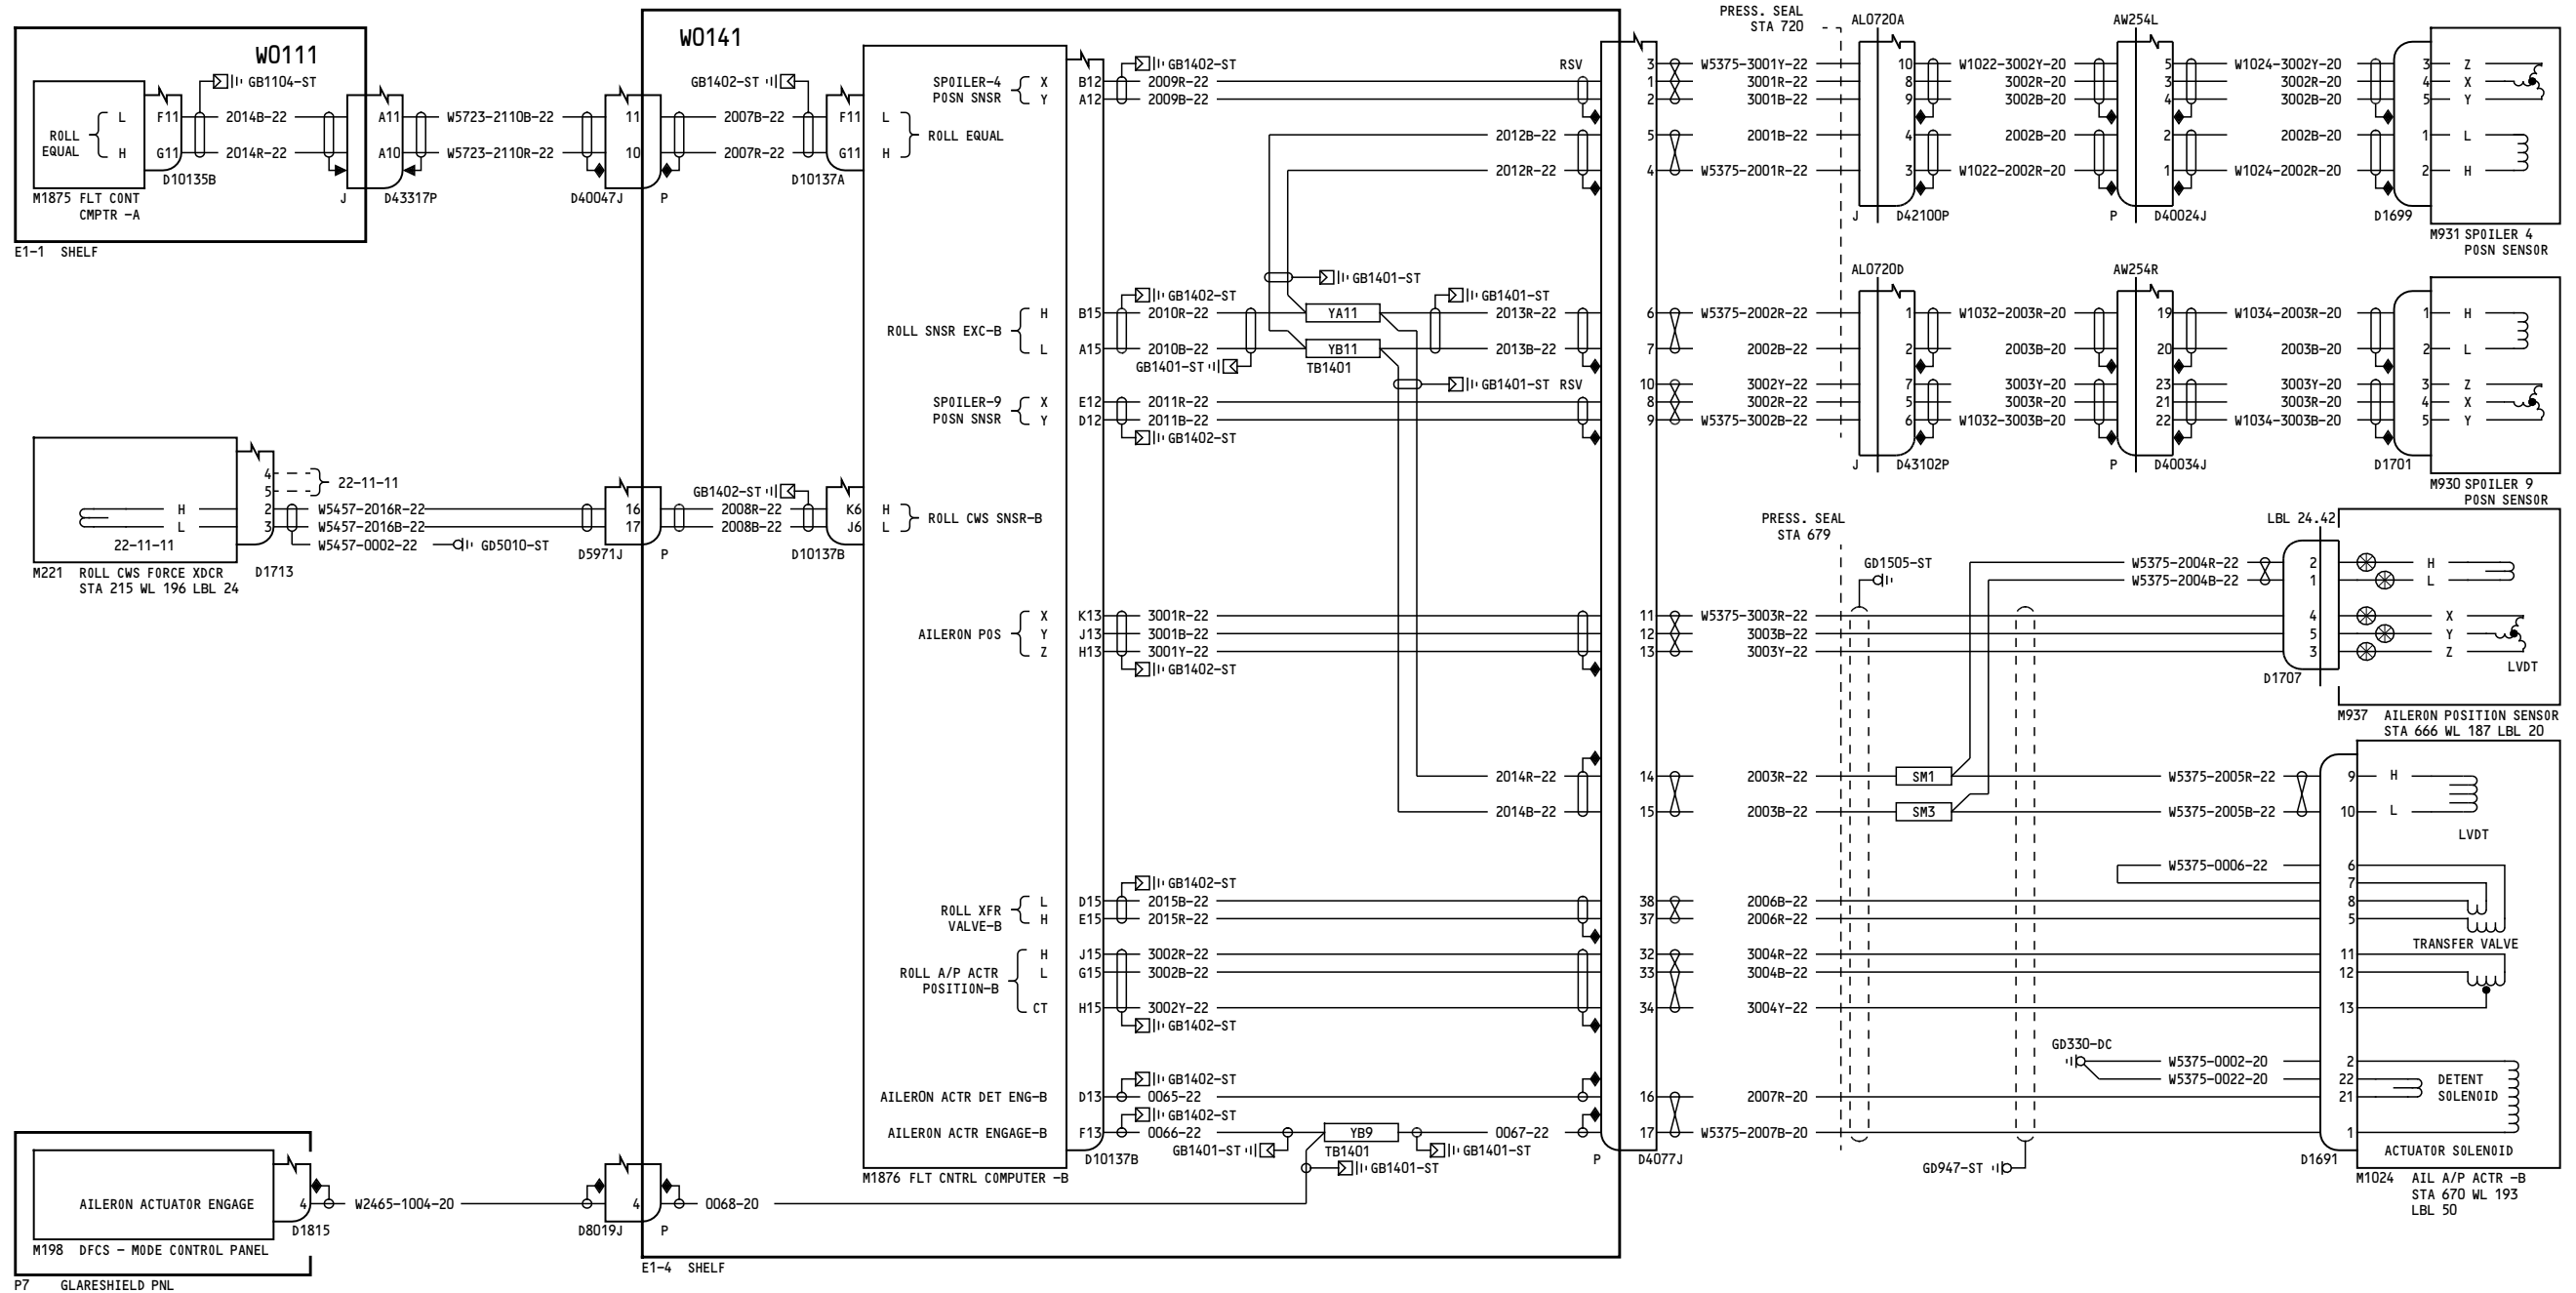 W0111
ROLL
EQUAL
L
H
F11
G11
GB1104-ST
2014B-22
2014R-22
D10135B
M1875 FLT CONT
CMPTR -A
E1-1 SHELF
A11
A10
J
D43317P
W5723-2110B-22
W5723-2110R-22
11
10
D40047J
P
W0141
GB1402-ST
2007B-22
2007R-22
F11
G11
D10137A
L
H
ROLL EQUAL
SPOILER-4
POSN SNSR
X
Y
B12
A12
GB1402-ST
2009R-22
2009B-22
RSV
2012B-22
2012R-22
ROLL SNSR EXC-B
H
L
B15
A15
GB1402-ST
2010R-22
2010B-22
GB1401-ST
GB1401-ST
YA11
YB11
TB1401
GB1401-ST
2013R-22
2013B-22
GB1401-ST RSV
SPOILER-9
POSN SNSR
X
Y
E12
D12
2011R-22
2011B-22
GB1402-ST
M221 ROLL CWS FORCE XDCR
STA 215 WL 196 LBL 24
H
L
22-11-11
4
5
2
3
22-11-11
W5457-2016R-22
W5457-2016B-22
W5457-0002-22
GD5010-ST
D1713
16
17
D5971J
P
GB1402-ST
2008R-22
2008B-22
K6
J6
D10137B
H
L
ROLL CWS SNSR-B
AILERON POS
X
Y
Z
K13
J13
H13
3001R-22
3001B-22
3001Y-22
GB1402-ST
2014R-22
2014B-22
ROLL XFR
VALVE-B
L
H
D15
E15
GB1402-ST
2015B-22
2015R-22
ROLL A/P ACTR
POSITION-B
H
L
CT
J15
G15
H15
3002R-22
3002B-22
3002Y-22
GB1402-ST
AILERON ACTR DET ENG-B
D13
GB1402-ST
0065-22
AILERON ACTR ENGAGE-B
F13
GB1402-ST
0066-22
GB1401-ST
YB9
TB1401
GB1401-ST
GB1401-ST
0067-22
D10137B
M1876 FLT CNTRL COMPUTER -B
E1-4 SHELF
AILERON ACTUATOR ENGAGE
4
D1815
M198 DFCS - MODE CONTROL PANEL
P7 GLARESHIELD PNL
W2465-1004-20
4
D8019J
P
0068-20
3
1
2
5
4
6
7
10
8
9
11
12
13
14
15
38
37
32
33
34
16
17
P
D4077J
W5375-3001Y-22
3001R-22
3001B-22
2001B-22
W5375-2001R-22
W5375-2002R-22
2002B-22
3002Y-22
3002R-22
W5375-3002B-22
W5375-3003R-22
3003B-22
3003Y-22
2003R-22
2003B-22
2006B-22
2006R-22
3004R-22
3004B-22
3004Y-22
2007R-20
W5375-2007B-20
PRESS. SEAL
STA 720
AL0720A
10
8
9
4
3
J
D42100P
W1022-3002Y-20
3002R-20
3002B-20
2002B-20
W1022-2002R-20
AW254L
5
3
4
2
1
P
D40024J
W1024-3002Y-20
3002R-20
3002B-20
2002B-20
W1024-2002R-20
3
4
5
1
2
D1699
Z
X
Y
L
H
M931 SPOILER 4
POSN SENSOR
AL0720D
1
2
7
5
6
J
D43102P
W1032-2003R-20
2003B-20
3003Y-20
3003R-20
W1032-3003B-20
AW254R
19
20
23
21
22
P
D40034J
W1034-2003R-20
2003B-20
3003Y-20
3003R-20
W1034-3003B-20
1
2
3
4
5
D1701
H
L
Z
X
Y
M930 SPOILER 9
POSN SENSOR
PRESS. SEAL
STA 679
GD1505-ST
LBL 24.42
W5375-2004R-22
W5375-2004B-22
2
1
4
5
3
D1707
H
L
X
Y
Z
LVDT
M937 AILERON POSITION SENSOR
STA 666 WL 187 LBL 20
SM1
SM3
W5375-2005R-22
W5375-2005B-22
9
10
H
L
LVDT
W5375-0006-22
6
7
8
5
TRANSFER VALVE
11
12
13
GD330-DC
W5375-0002-20
W5375-0022-20
2
22
21
1
DETENT
SOLENOID
ACTUATOR SOLENOID
GD947-ST
D1691
M1024 AIL A/P ACTR -B
STA 670 WL 193
LBL 50